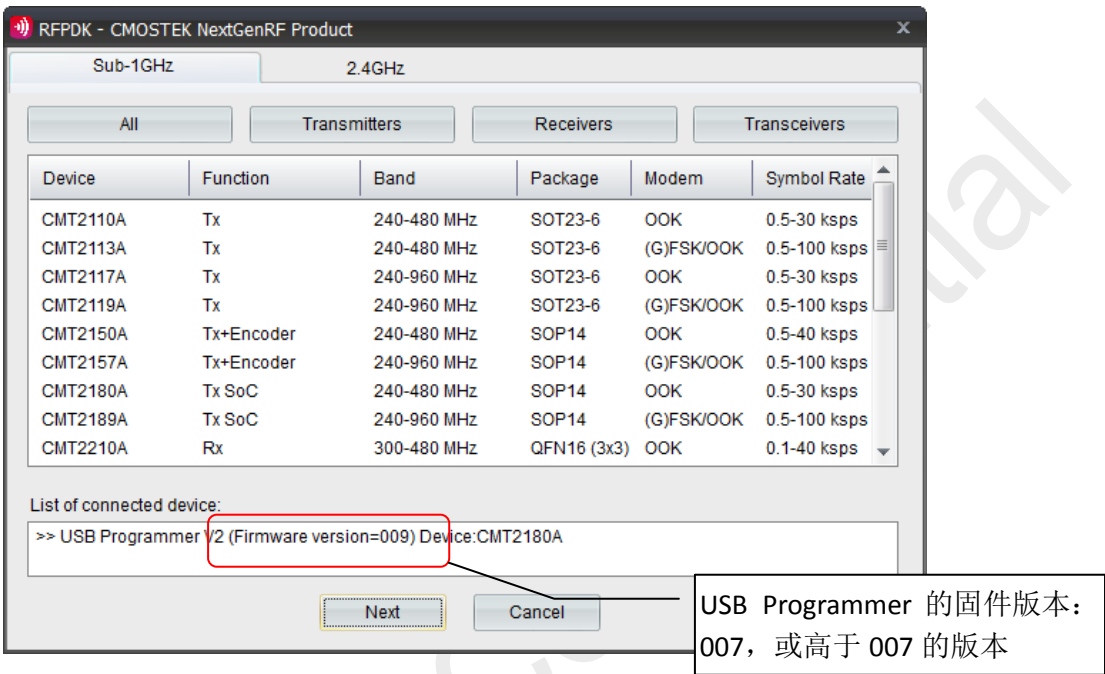 RFPDK - CMOSTEK NextGenRF Product x
Sub-1GHz 2.4GHz
All Transmitters Receivers Transceivers
Device Function Band Package Modem Symbol Rate
CMT2110A Tx 240-480 MHz SOT23-6 OOK 0.5-30 ksps
CMT2113A Tx 240-480 MHz SOT23-6 (G)FSK/OOK 0.5-100 ksps
CMT2117A Tx 240-960 MHz SOT23-6 OOK 0.5-30 ksps
CMT2119A Tx 240-960 MHz SOT23-6 (G)FSK/OOK 0.5-100 ksps
CMT2150A Tx+Encoder 240-480 MHz SOP14 OOK 0.5-40 ksps
CMT2157A Tx+Encoder 240-960 MHz SOP14 (G)FSK/OOK 0.5-100 ksps
CMT2180A Tx SoC 240-480 MHz SOP14 OOK 0.5-30 ksps
CMT2189A Tx SoC 240-960 MHz SOP14 (G)FSK/OOK 0.5-100 ksps
CMT2210A Rx 300-480 MHz QFN16 (3x3) OOK 0.1-40 ksps
List of connected device:
>> USB Programmer V2 (Firmware version=009) Device:CMT2180A
Next Cancel
USB Programmer 的固件版本：
007，或高于 007 的版本